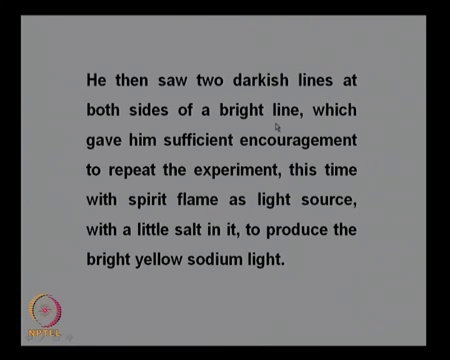 He then saw two darkish lines at
both sides of a bright line, which
gave him sufficient encouragement
to repeat the experiment, this time
with spirit flame as light source,
with a little salt in it, to produce the
bright yellow sodium light.
NPTEL